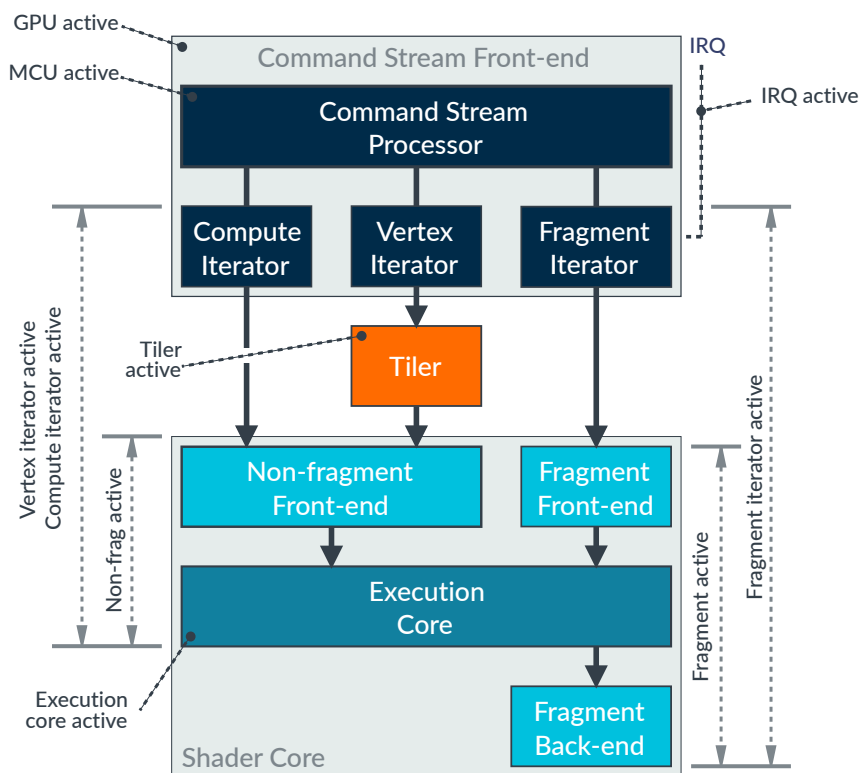 GPU active
Command Stream Front-end
IRQ
MCU active
IRQ active
Command Stream
Processor
Compute
Iterator
Vertex
Iterator
Fragment
Iterator
Tiler
active
Tiler
Vertex iterator active
Compute iterator active
Non-frag active
Non-fragment
Front-end
Fragment
Front-end
Fragment active
Fragment iterator active
Execution
Core
Execution
core active
Fragment
Back-end
Shader Core